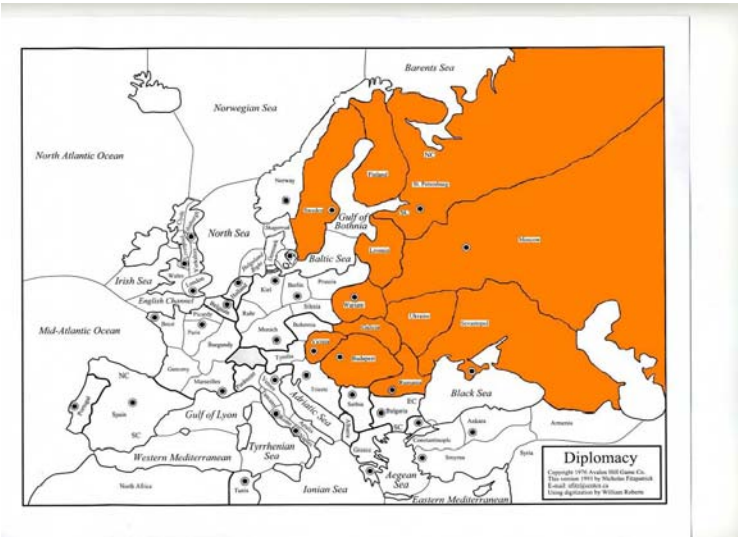 Barents Sea
Norwegian Sea
North Atlantic Ocean
NC
Finland
St. Petersburg
Norway
Sweden
SC
Gulf of
Bothnia
North Sea
Skagerrak
Moscow
Livonia
Baltic Sea
Irish Sea
Wales
London
Kiel
Berlin
Prussia
English Channel
Warsaw
Ruhr
Silesia
Ukraine
Mid-Atlantic Ocean
Brest
Picardy
Paris
Munich
Bohemia
Galicia
Sevastopol
Burgundy
Vienna
Tyrolia
Budapest
Gascony
Marseilles
Trieste
Rumania
NC
Portugal
Spain
SC
Gulf of Lyon
Adriatic Sea
Serbia
Bulgaria
EC
SC
Black Sea
Ankara
Armenia
Constantinople
Tyrrhenian
Sea
Western Mediterranean
Greece
Aegean
Sea
Smyrna
Syria
North Africa
Tunis
Ionian Sea
Eastern Mediterranean
Diplomacy
Copyright 1976 Avalon Hill Game Co.
This version 1991 by Nicholas Fitzpatrick
Using digitization by William Roberts